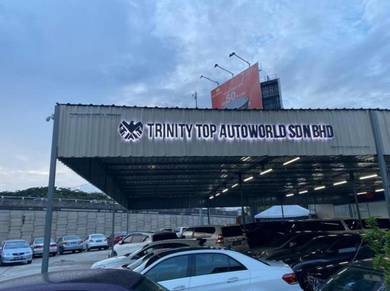 TRINITY TOP AUTOWORLD SDN BHD